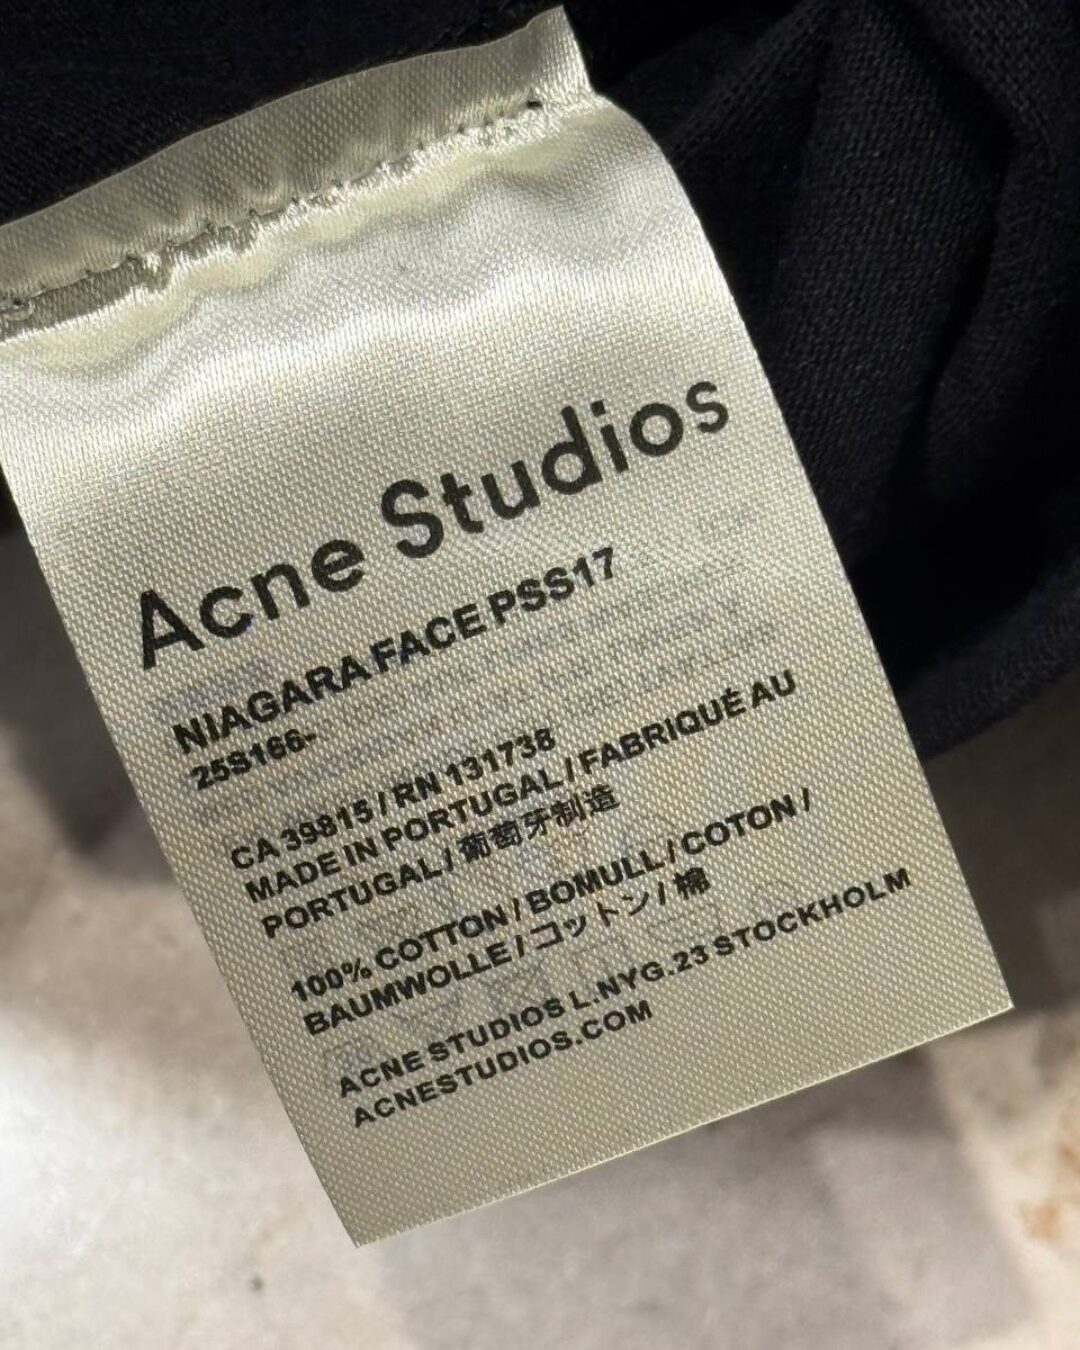 Acne Studios
NIAGARA FACE PSS17
25S166-
CA 39815 / RN 131738
MADE IN PORTUGAL / FABRIQUÉ AU
PORTUGAL / 葡萄牙制造
100% COTTON / BOMULL / COTON /
BAUMWOLLE / コットン / 棉
ACNE STUDIOS L.NYG.23 STOCKHOLM
ACNESTUDIOS.COM